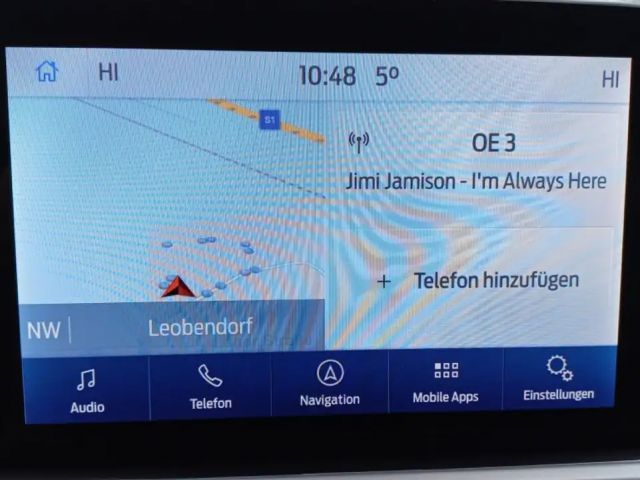 HI 10:48 5° HI
S1
OE 3
Jimi Jamison - I'm Always Here
+ Telefon hinzufügen
NW Leobendorf
Audio Telefon Navigation Mobile Apps Einstellungen